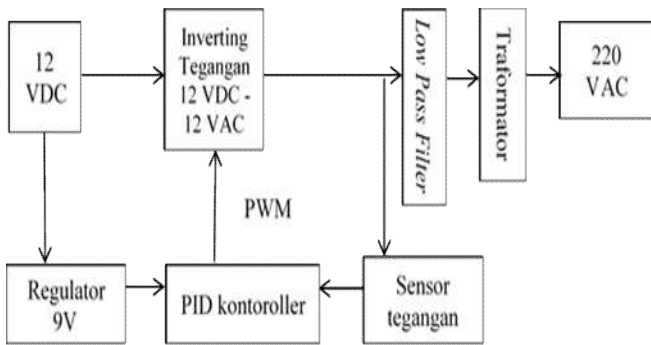 12
VDC
Inverting
Tegangan
12 VDC -
12 VAC
Low Pass Filter
Traformator
220
VAC
PWM
Regulator
9V
PID kontoroller
Sensor
tegangan